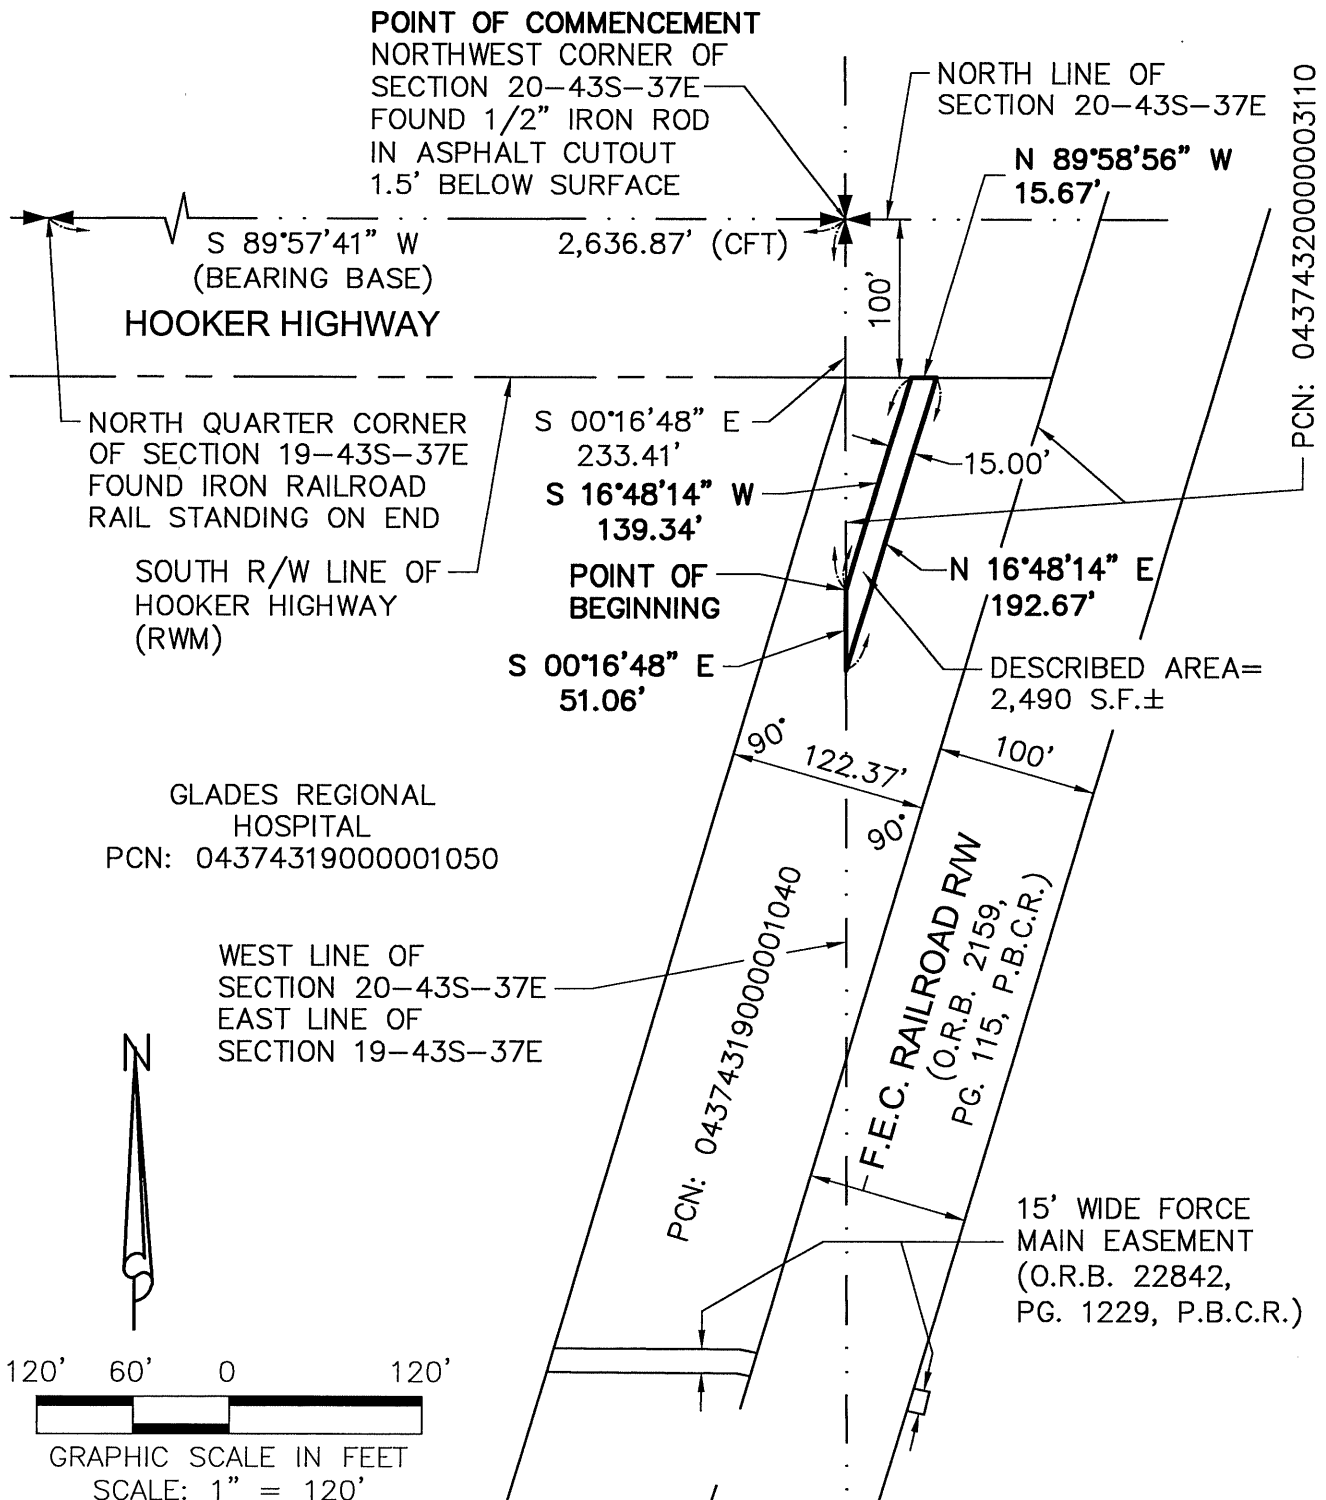 POINT OF COMMENCEMENT
NORTHWEST CORNER OF
SECTION 20-43S-37E
FOUND 1/2" IRON ROD
IN ASPHALT CUTOUT
1.5' BELOW SURFACE
NORTH LINE OF
SECTION 20-43S-37E
N 89°58'56" W
15.67'
PCN: 04374320000003110
S 89°57'41" W
(BEARING BASE)
2,636.87' (CFT)
100'
HOOKER HIGHWAY
NORTH QUARTER CORNER
OF SECTION 19-43S-37E
FOUND IRON RAILROAD
RAIL STANDING ON END
S 00°16'48" E
233.41'
15.00'
S 16°48'14" W
139.34'
SOUTH R/W LINE OF
HOOKER HIGHWAY
(RWM)
POINT OF
BEGINNING
N 16°48'14" E
192.67'
S 00°16'48" E
51.06'
DESCRIBED AREA=
2,490 S.F.±
90°
122.37'
90°
100'
GLADES REGIONAL
HOSPITAL
PCN: 04374319000001050
PCN: 04374319000001040
F.E.C. RAILROAD R/W
(O.R.B. 2159,
PG. 115, P.B.C.R.)
WEST LINE OF
SECTION 20-43S-37E
EAST LINE OF
SECTION 19-43S-37E
N
15' WIDE FORCE
MAIN EASEMENT
(O.R.B. 22842,
PG. 1229, P.B.C.R.)
120' 60' 0 120'
GRAPHIC SCALE IN FEET
SCALE: 1" = 120'